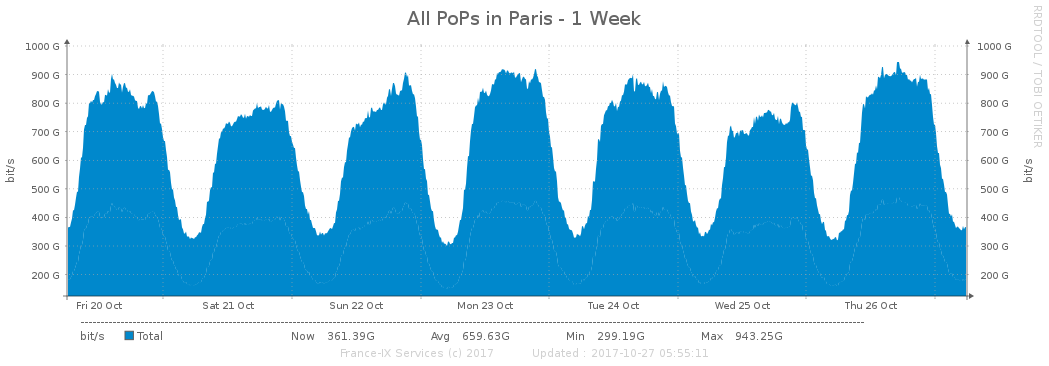 All PoPs in Paris - 1 Week
RRDTOOL / TOBI OETIKER
bit/s
1000 G
900 G
800 G
700 G
600 G
500 G
400 G
300 G
200 G
1000 G
900 G
800 G
700 G
600 G
500 G
400 G
300 G
200 G
bit/s
Fri 20 Oct Sat 21 Oct Sun 22 Oct Mon 23 Oct Tue 24 Oct Wed 25 Oct Thu 26 Oct
bit/s Total Now 361.39G Avg 659.63G Min 299.19G Max 943.25G
France-IX Services (c) 2017 Updated : 2017-10-27 05:55:11